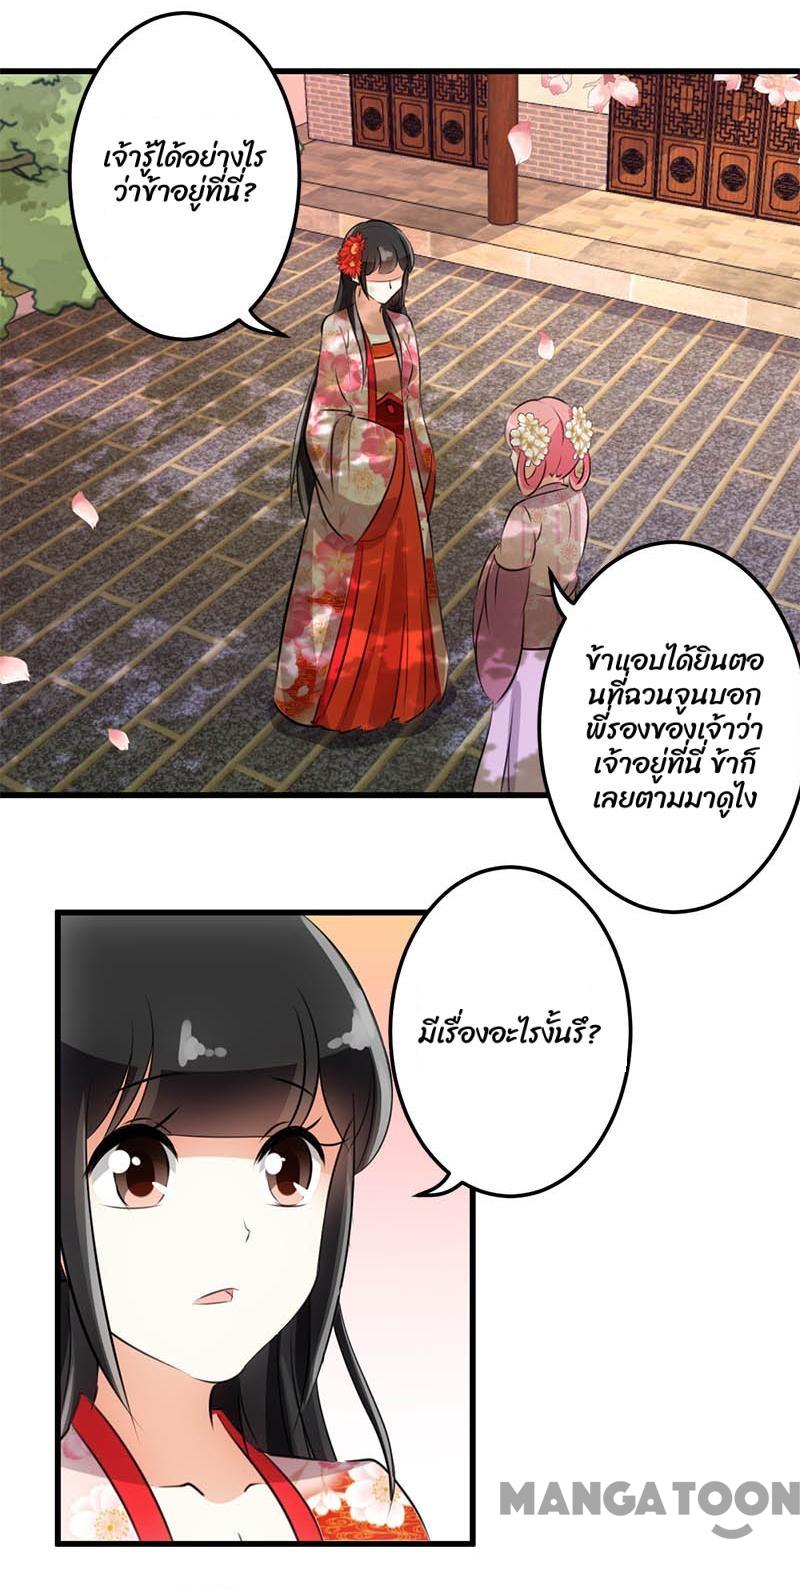 เจ้ารู้ได้อย่างไร
ว่าข้าอยู่ที่นี่?
ข้าแอบได้ยินตอ
นที่ฉวนจูนบอก
พี่รองของเจ้าว่า
เจ้าอยู่ที่นี่ ข้าก็
เลยตามมาดูไง
มีเรื่องอะไรงั้นรึ?
MANGATOON